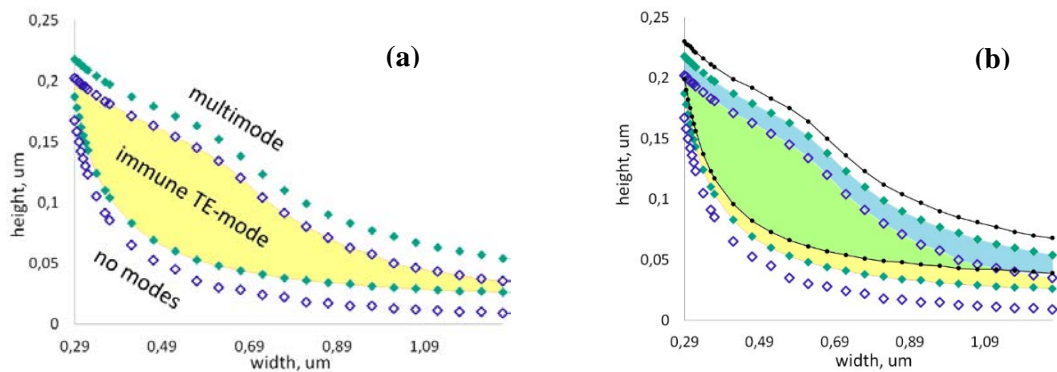 0,25
0,2
0,15
0,1
0,05
0
height, um
(a)
multimode
immune TE-mode
no modes
0,29
0,49
0,69
0,89
1,09
width, um
0,25
0,2
0,15
0,1
0,05
0
height, um
(b)
0,29
0,49
0,69
0,89
1,09
width, um